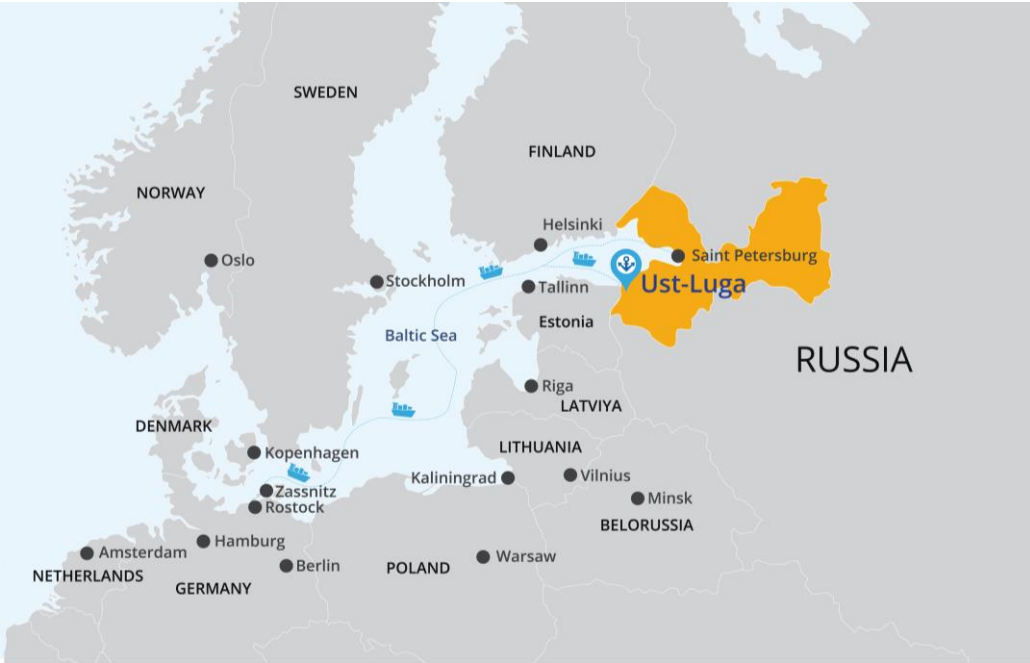 SWEDEN
FINLAND
NORWAY
Helsinki
Oslo
Saint Petersburg
Stockholm
Ust-Luga
Tallinn
Estonia
Baltic Sea
RUSSIA
Riga
LATVIYA
DENMARK
LITHUANIA
Kopenhagen
Kaliningrad
Vilnius
Zassnitz
Minsk
Rostock
BELORUSSIA
Hamburg
Amsterdam
Warsaw
Berlin
POLAND
NETHERLANDS
GERMANY